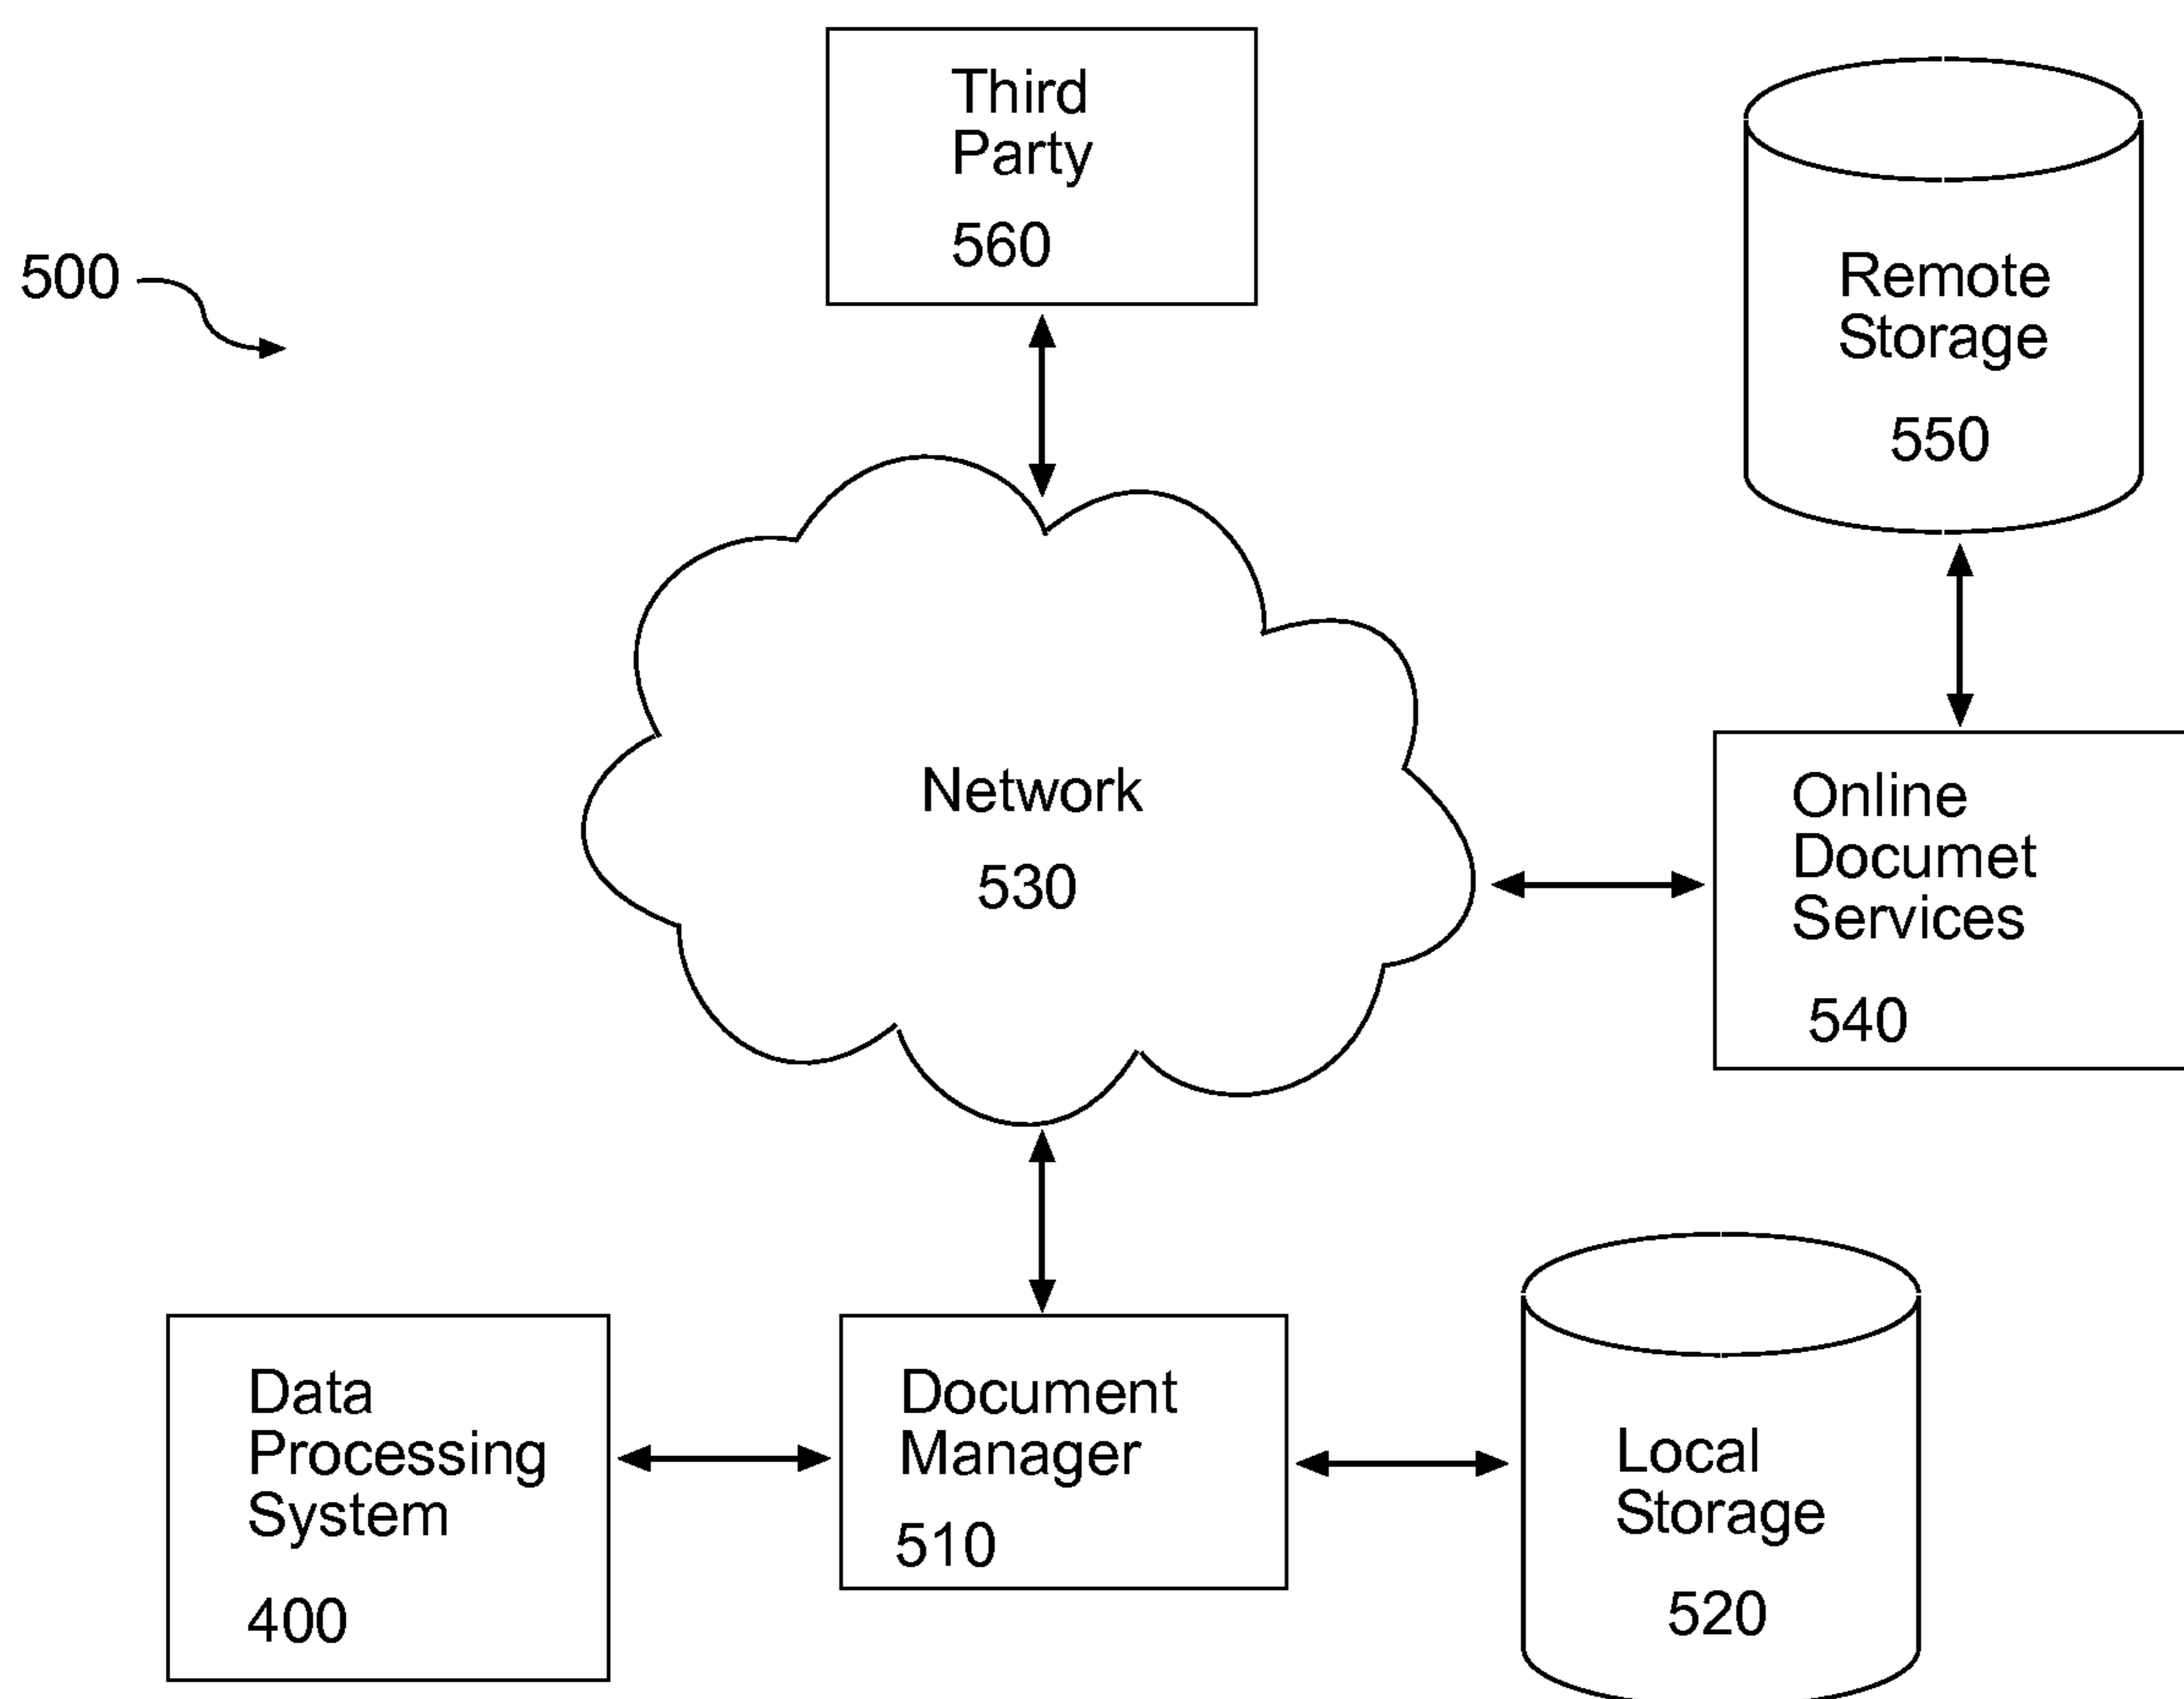 Third
Party
560
500
Remote
Storage
550
Network
530
Online
Documet
Services
540
Data
Processing
System
400
Document
Manager
510
Local
Storage
520